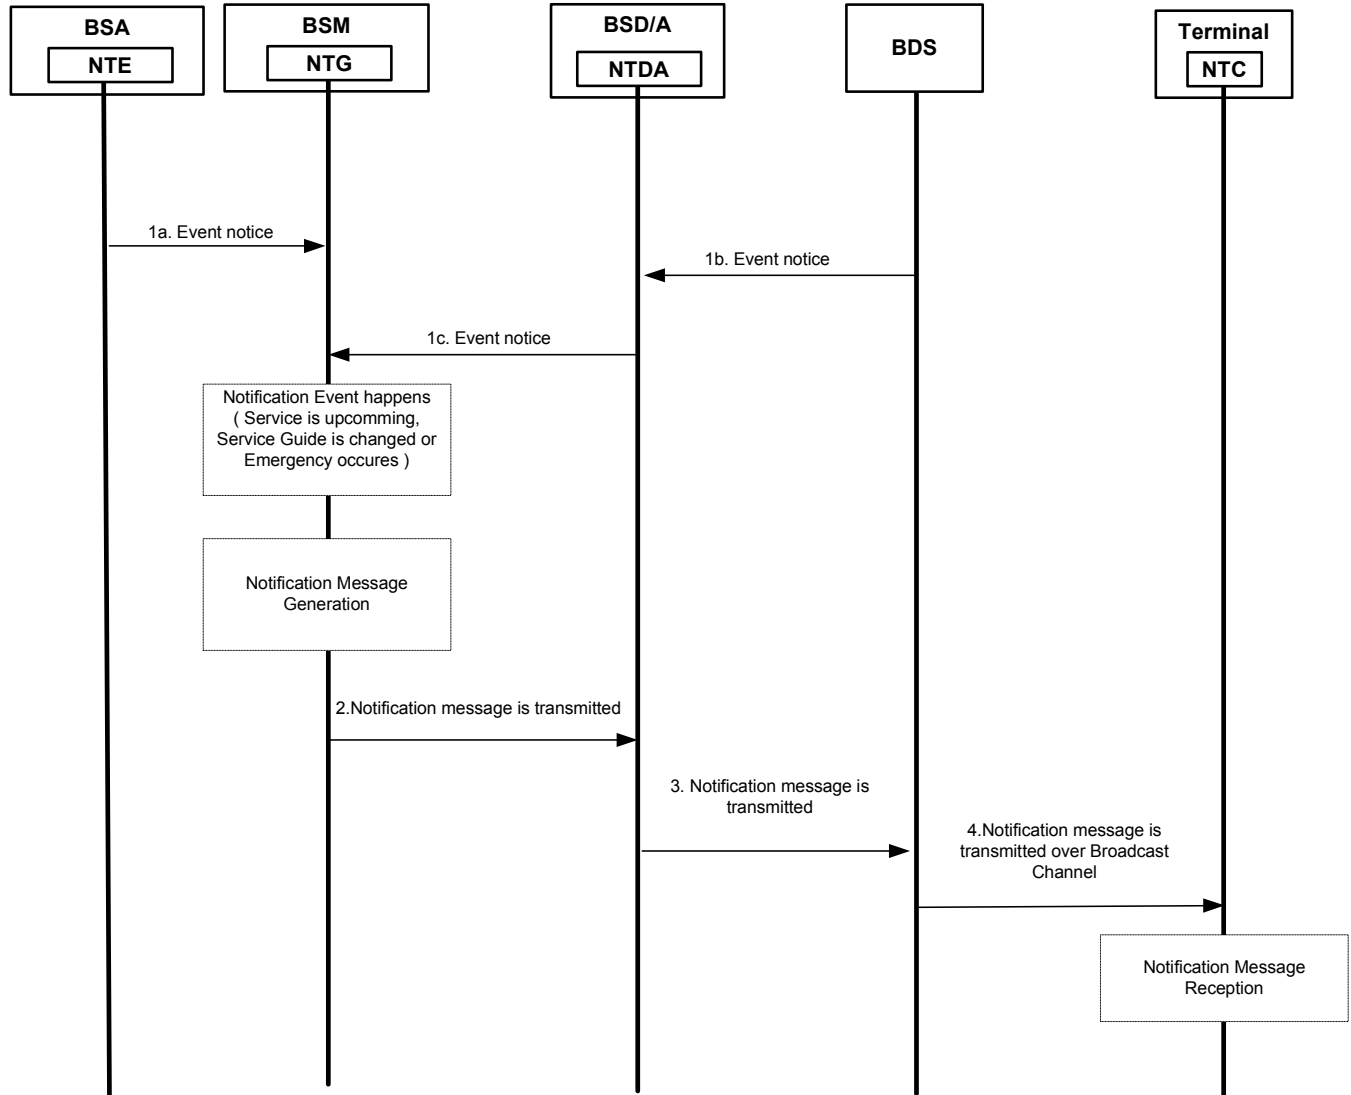 BSA
NTE
BSM
NTG
BSD/A
NTDA
BDS
Terminal
NTC
1a. Event notice
1b. Event notice
1c. Event notice
Notification Event happens
( Service is upcomming,
Service Guide is changed or
Emergency occures )
Notification Message
Generation
2.Notification message is transmitted
3. Notification message is
transmitted
4.Notification message is
transmitted over Broadcast
Channel
Notification Message
Reception